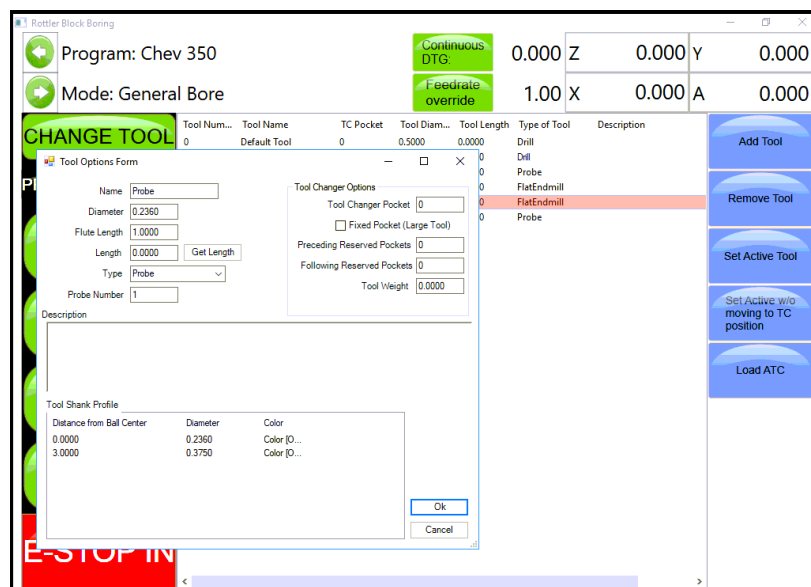 Rottler Block Boring
Program: Chev 350
Continuous DTG:
0.000 Z 0.000 Y 0.000
Mode: General Bore
Feedrate override
1.00 X 0.000 A 0.000
CHANGE TOOL
Tool Num... Tool Name TC Pocket Tool Diam... Tool Length Type of Tool Description
0 Default Tool 0 0.5000 0.0000 Drill
0 Drill
0 Probe
0 FlatEndmill
0 FlatEndmill
0 Probe
Tool Options Form
Name Probe
Diameter 0.2360
Flute Length 1.0000
Length 0.0000 Get Length
Type Probe
Probe Number 1
Tool Changer Options
Tool Changer Pocket 0
Fixed Pocket (Large Tool)
Preceding Reserved Pockets 0
Following Reserved Pockets 0
Tool Weight 0.0000
Description
Tool Shank Profile
Distance from Ball Center Diameter Color
0.0000 0.2360 Color [O...
3.0000 0.3750 Color [O...
Ok
Cancel
E-STOP IN
Add Tool
Remove Tool
Set Active Tool
Set Active w/o
moving to TC
position
Load ATC